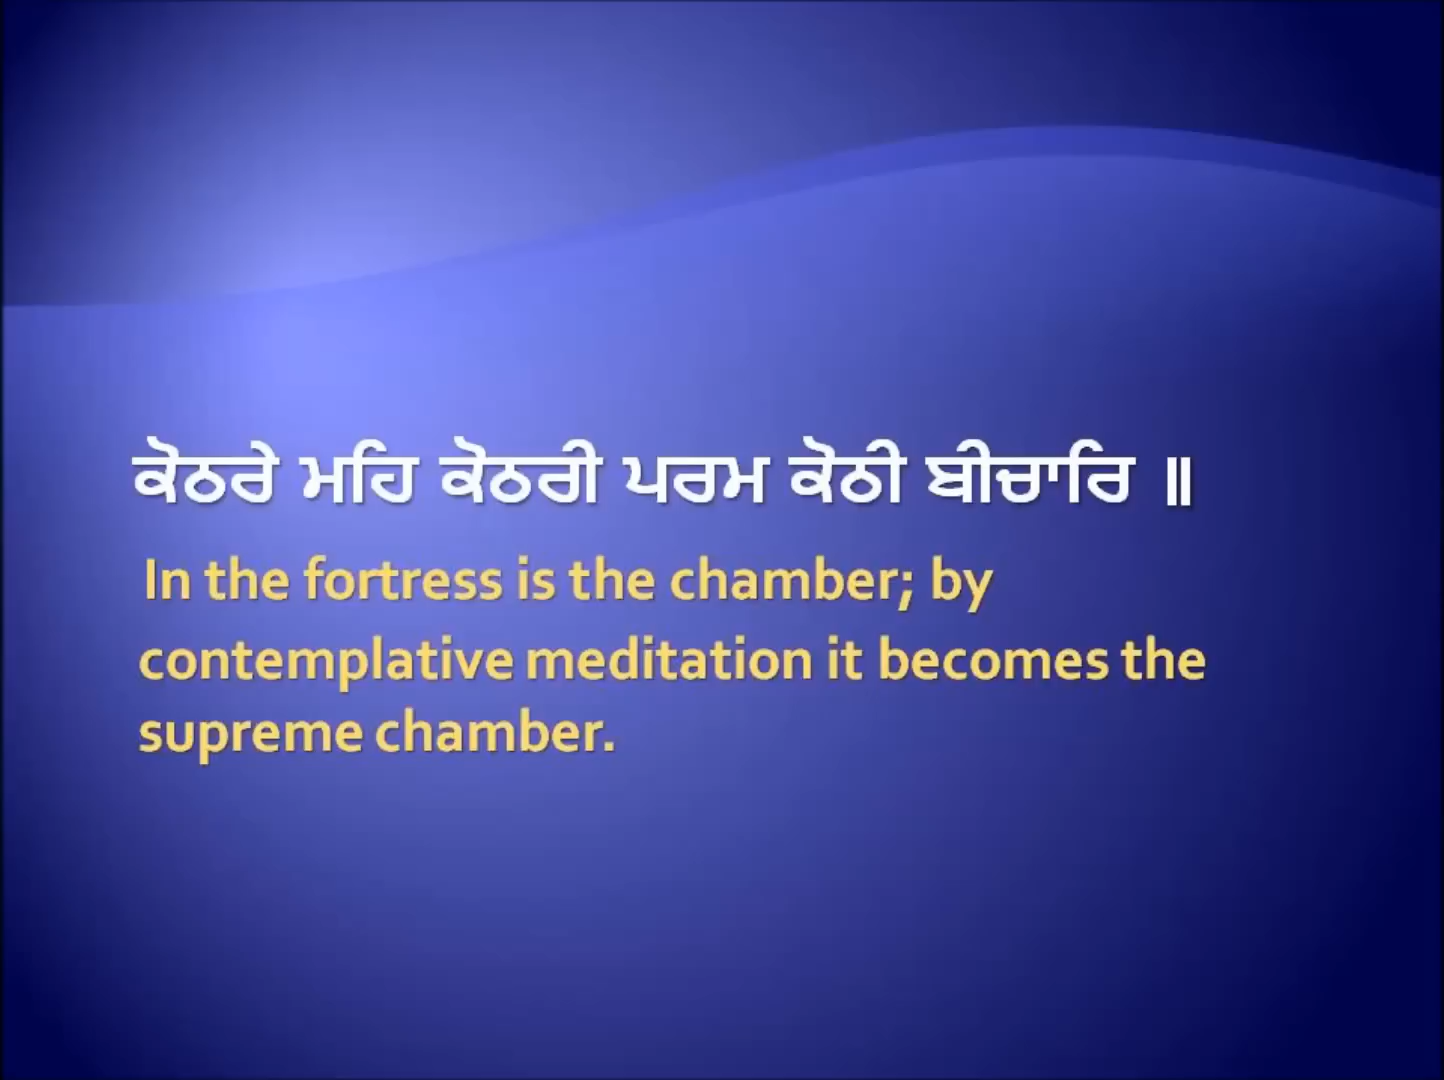 ਕੋਠਰੇ ਮਹਿ ਕੋਠਰੀ ਪਰਮ ਕੋਠੀ ਬੀਚਾਰਿ ॥
In the fortress is the chamber; by
contemplative meditation it becomes the
supreme chamber.